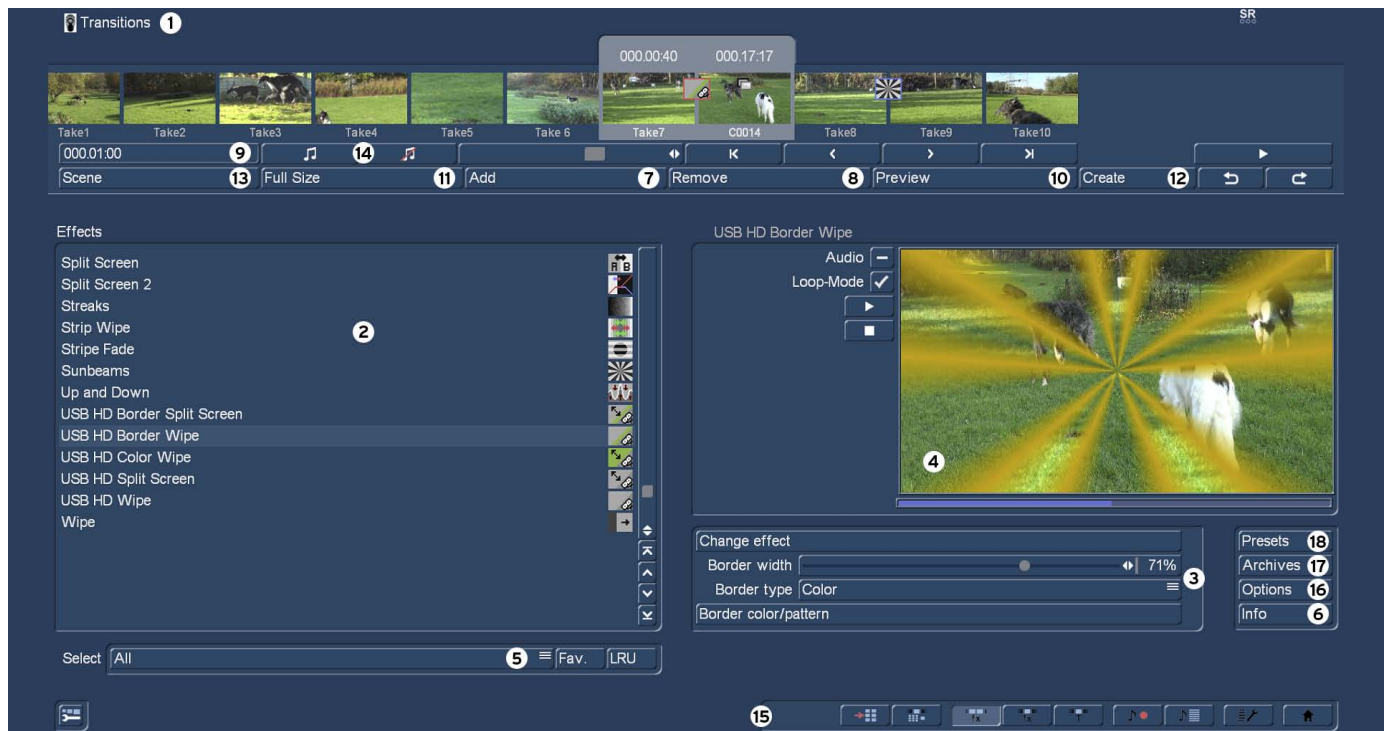 Transitions 1
SR
000.00:40 000.17:17
Take1 Take2 Take3 Take4 Take5 Take 6 Take7 C0014 Take8 Take9 Take10
000.01:00 9 14
Scene 13 Full Size 11 Add 7 Remove 8 Preview 10 Create 12
Effects
USB HD Border Wipe
Split Screen A B
Split Screen 2
Streaks
Strip Wipe
Stripe Fade
Sunbeams
Up and Down
USB HD Border Split Screen
USB HD Border Wipe
USB HD Color Wipe
USB HD Split Screen
USB HD Wipe
Wipe
2
Audio
Loop-Mode
4
Change effect
Border width 71%
Border type Color
Border color/pattern
3
Presets 18
Archives 17
Options 16
Info 6
Select All 5 Fav. LRU
15